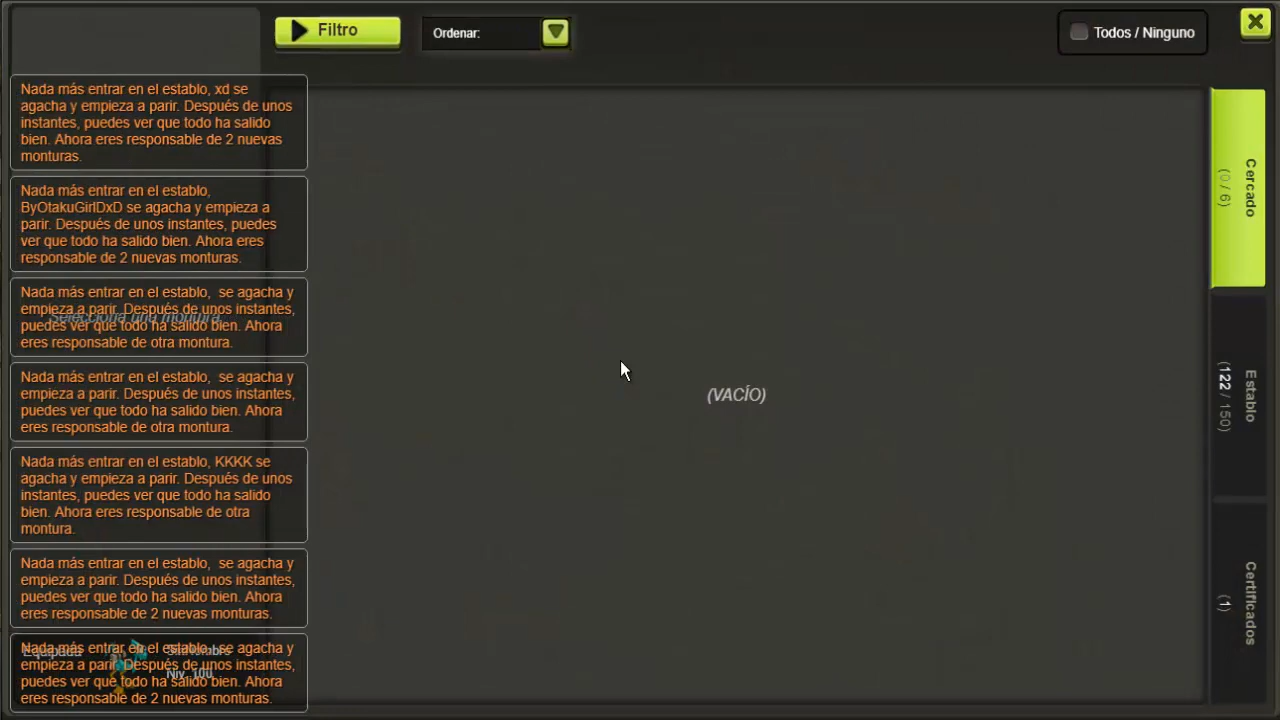 Filtro
Ordenar:
Todos / Ninguno
Nada más entrar en el establo, xd se
agacha y empieza a parir. Después de unos
instantes, puedes ver que todo ha salido
bien. Ahora eres responsable de 2 nuevas
monturas.
Nada más entrar en el establo,
ByOtakuGirlDxD se agacha y empieza a
parir. Después de unos instantes, puedes
ver que todo ha salido bien. Ahora eres
responsable de 2 nuevas monturas.
Nada más entrar en el establo, se agacha y
empieza a parir. Después de unos instantes,
Selecciona una montura
puedes ver que todo ha salido bien. Ahora
eres responsable de otra montura.
Nada más entrar en el establo, se agacha y
empieza a parir. Después de unos instantes,
puedes ver que todo ha salido bien. Ahora
eres responsable de otra montura.
Nada más entrar en el establo, KKKK se
agacha y empieza a parir. Después de unos
instantes, puedes ver que todo ha salido
bien. Ahora eres responsable de otra
montura.
Nada más entrar en el establo, se agacha y
empieza a parir. Después de unos instantes,
puedes ver que todo ha salido bien. Ahora
eres responsable de 2 nuevas monturas.
Nada más entrar en el establo, se agacha y
Equipada
SinNombre
empieza a parir. Después de unos instantes,
Niv. 100
puedes ver que todo ha salido bien. Ahora
eres responsable de 2 nuevas monturas.
(VACÍO)
Cercado
(0 / 6)
Establo
(122 / 150)
Certificados
(1)